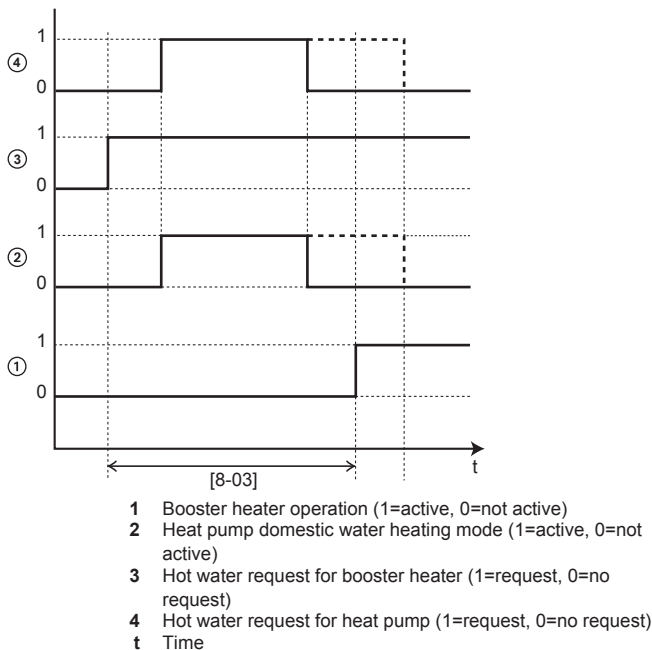 1
④
0
1
③
0
1
②
0
1
①
0
t
[8-03]
1 Booster heater operation (1=active, 0=not active)
2 Heat pump domestic water heating mode (1=active, 0=not
active)
3 Hot water request for booster heater (1=request, 0=no
request)
4 Hot water request for heat pump (1=request, 0=no request)
t Time